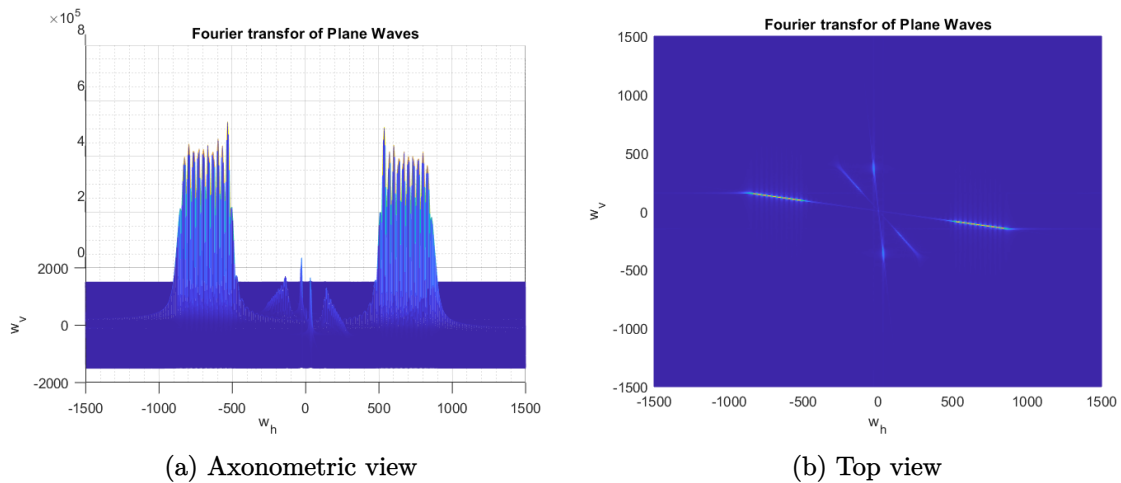 ×10⁵
Fourier transfor of Plane Waves
8
6
4
2
0
2000
0
-2000
w_v
-1500 -1000 -500 0 500 1000 1500
w_h
(a) Axonometric view
Fourier transfor of Plane Waves
1500
1000
500
0
-500
-1000
-1500
w_v
-1500 -1000 -500 0 500 1000 1500
w_h
(b) Top view